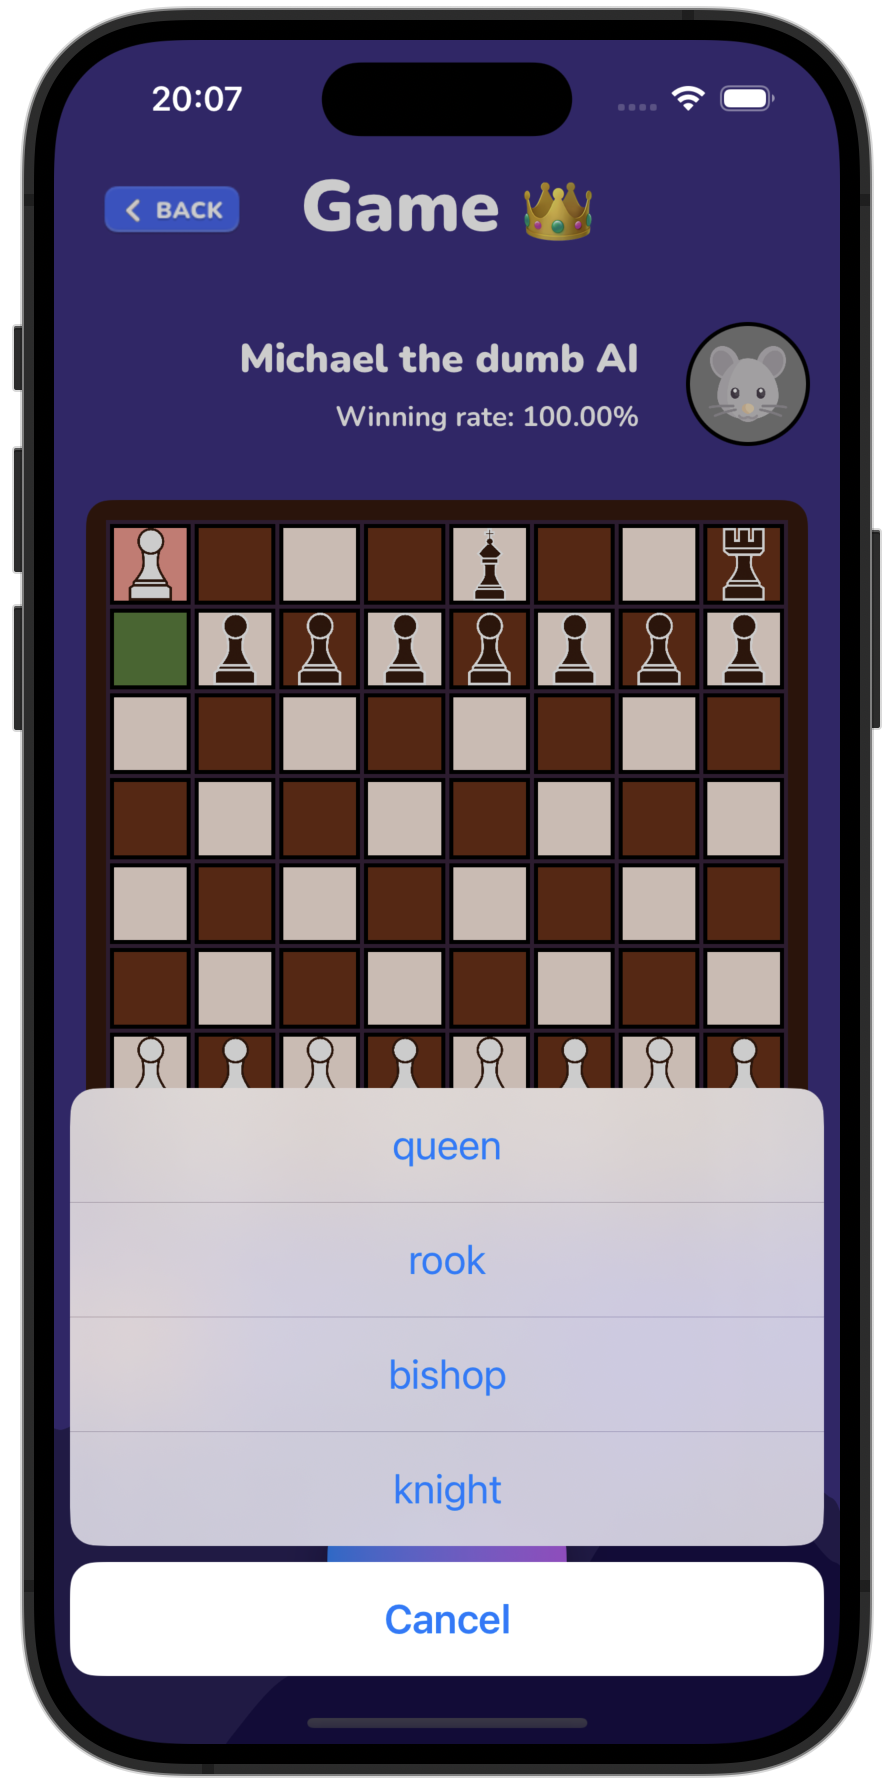 20:07
BACK
Game
Michael the dumb AI
Winning rate: 100.00%
queen
rook
bishop
knight
Cancel